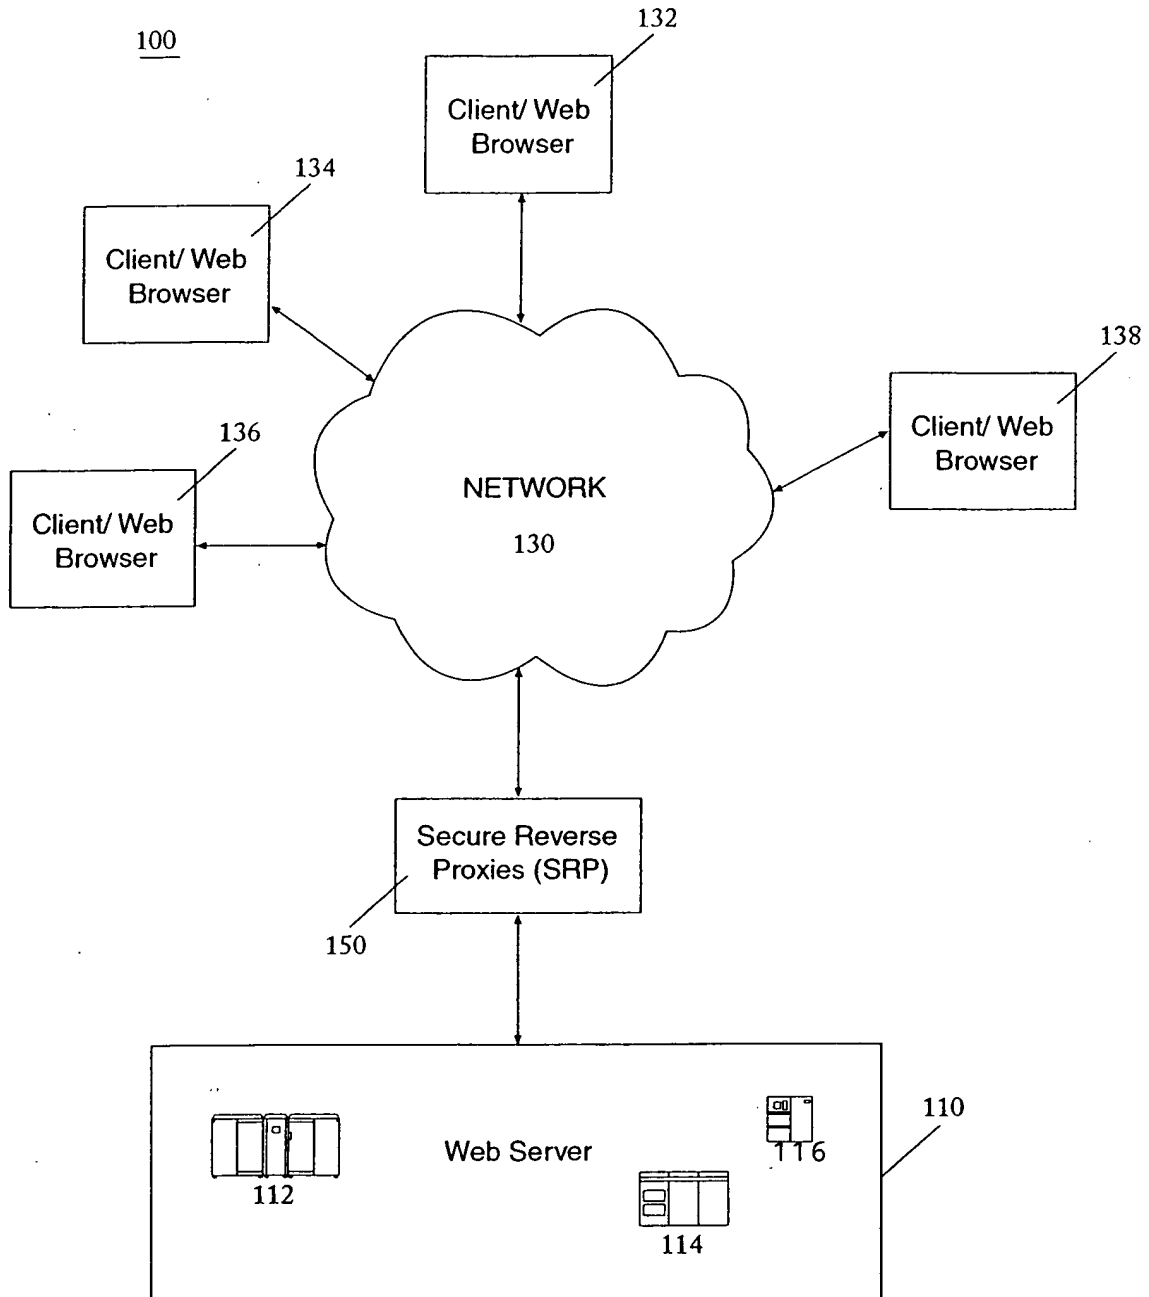 100
132
Client/ Web
Browser
134
Client/ Web
Browser
138
Client/ Web
Browser
136
Client/ Web
Browser
NETWORK
130
Secure Reverse
Proxies (SRP)
150
110
Web Server
116
112
114